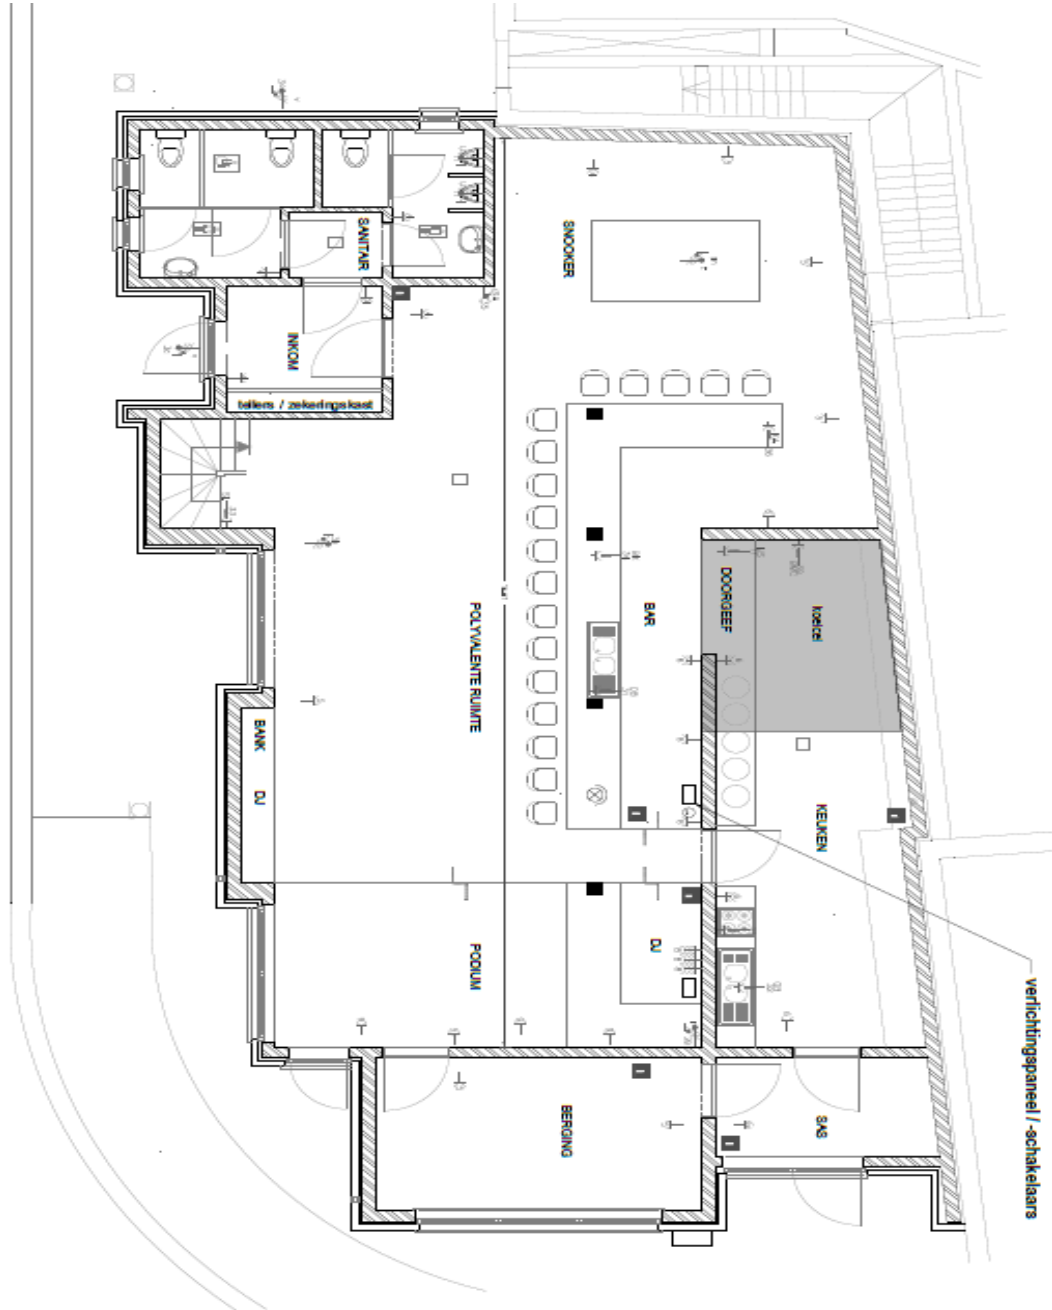 SANITAIR
SNOOKER
INKOM
tellers / zekeringskast
BAR
DOORGEEF
koelcel
POLYVALENTE RUIMTE
BANK
DJ
KEUKEN
PODIUM
DJ
verlichtingspaneel / -schakelaars
BERGING
SAS